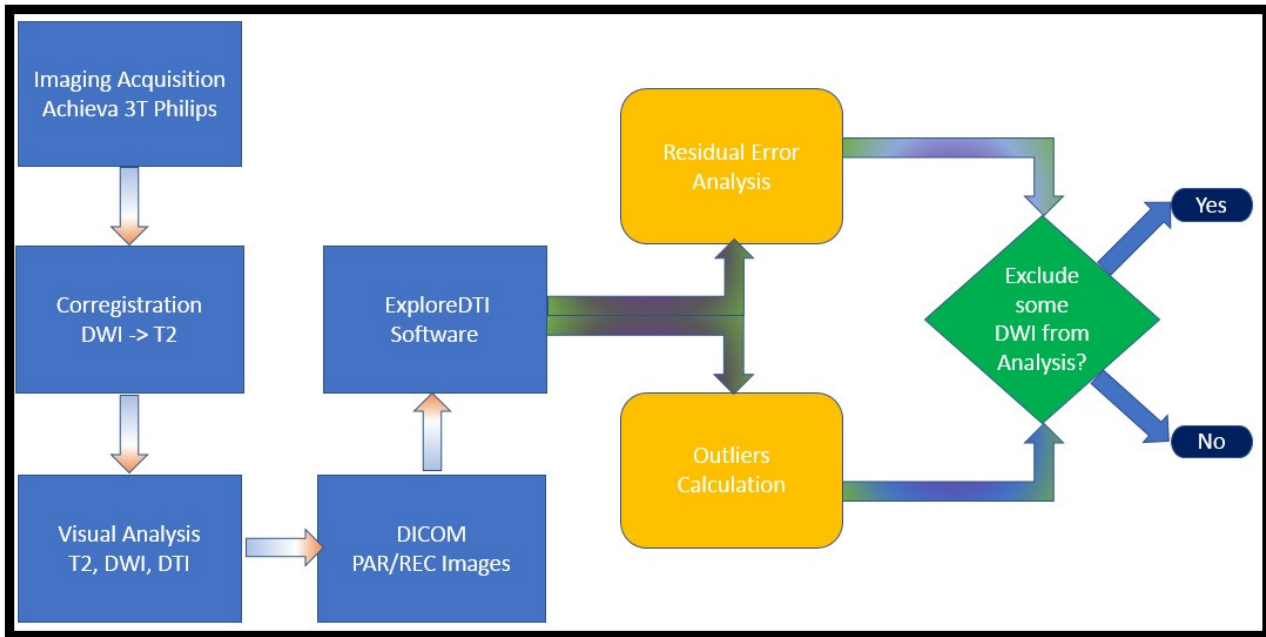 Imaging Acquisition
Achieva 3T Philips
Corregistration
DWI -> T2
Visual Analysis
T2, DWI, DTI
DICOM
PAR/REC Images
ExploreDTI
Software
Residual Error
Analysis
Outliers
Calculation
Exclude
some
DWI from
Analysis?
Yes
No